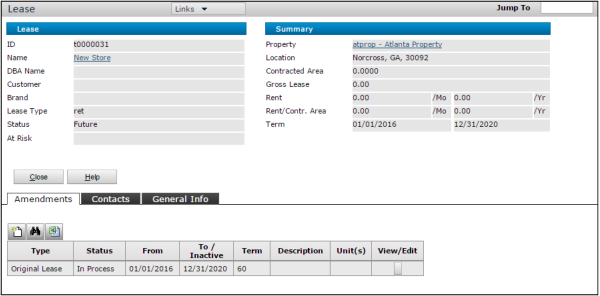 Lease Links Jump To
Lease
ID t0000031
Name New Store
DBA Name
Customer
Brand
Lease Type ret
Status Future
At Risk
Summary
Property atprop - Atlanta Property
Location Norcross, GA, 30092
Contracted Area 0.0000
Gross Lease 0.00
Rent 0.00 /Mo 0.00 /Yr
Rent/Contr. Area 0.00 /Mo 0.00 /Yr
Term 01/01/2016 12/31/2020
Close Help
Amendments Contacts General Info
Type Status From To / Inactive Term Description Unit(s) View/Edit
Original Lease In Process 01/01/2016 12/31/2020 60